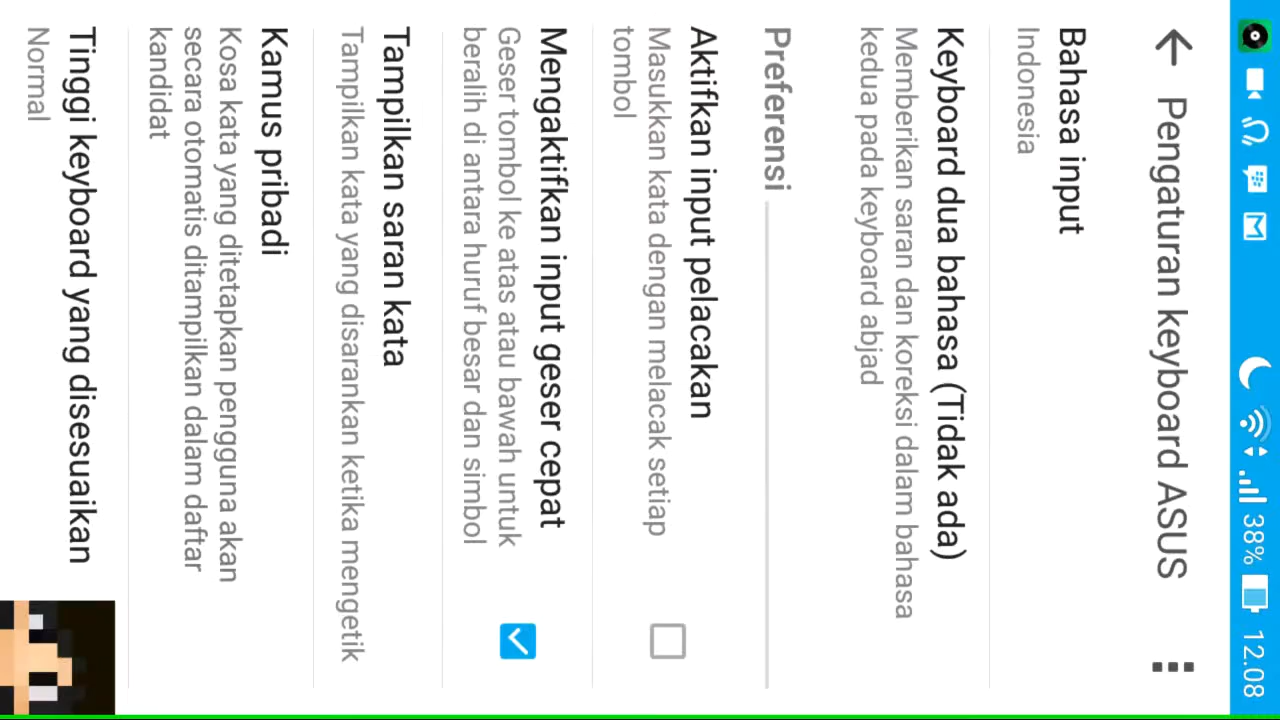 38% 12.08
Pengaturan keyboard ASUS
Bahasa input
Indonesia
Keyboard dua bahasa (Tidak ada)
Memberikan saran dan koreksi dalam bahasa
kedua pada keyboard abjad
Preferensi
Aktifkan input pelacakan
Masukkan kata dengan melacak setiap
tombol
Mengaktifkan input geser cepat
Geser tombol ke atas atau bawah untuk
beralih di antara huruf besar dan simbol
Tampilkan saran kata
Tampilkan kata yang disarankan ketika mengetik
Kamus pribadi
Kosa kata yang ditetapkan pengguna akan
secara otomatis ditampilkan dalam daftar
kandidat
Tinggi keyboard yang disesuaikan
Normal